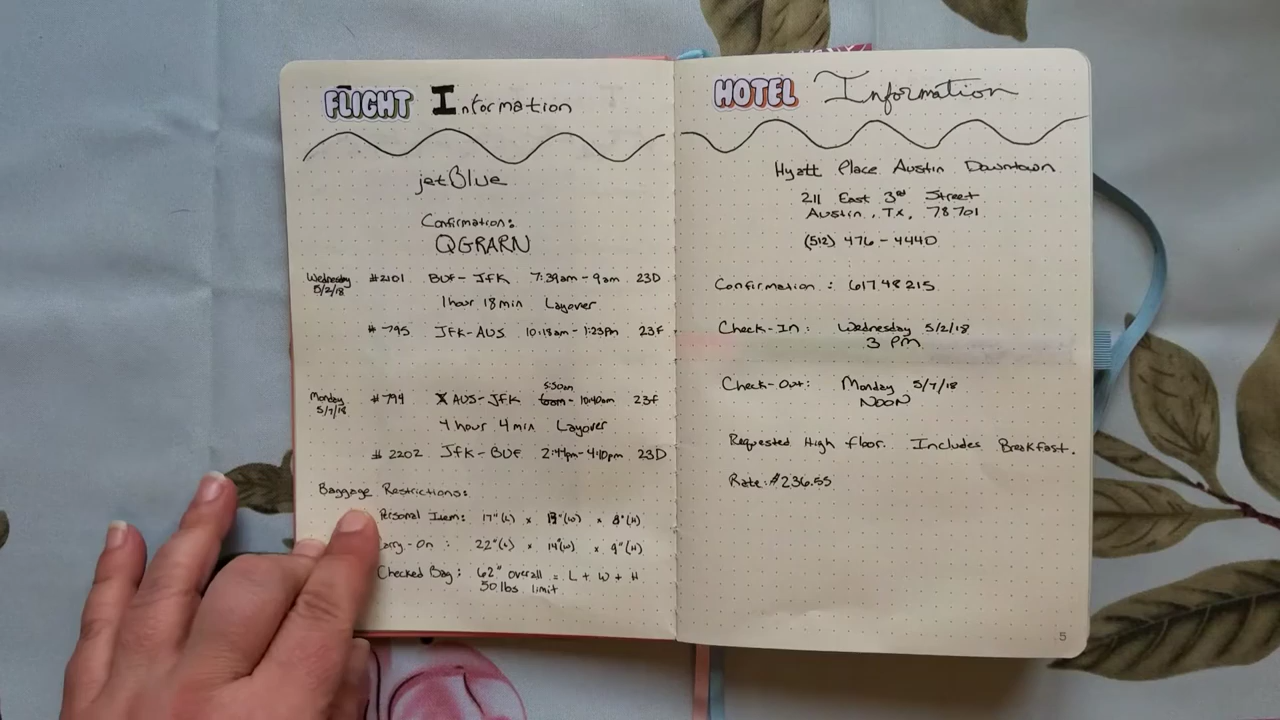 FLIGHT Information
jetBlue
Confirmation:
QGRARN
Wednesday
5/2/18
#2101 BUF-JFK 7:39am-9am 23D
1 hour 18 min Layover
#795 JFK-AUS 10:18am-1:23pm 23F
Monday
5/7/18
5:50am
#794 AUS-JFK - 10:40am 23F
4 hour 4 min Layover
#2202 JFK-BUF 2:44pm-4:10pm 23D
Baggage Restrictions:
Personal Item: 17"(L) x 13"(W) x 8"(H)
arry-On: 22"(L) x 14"(W) x 9"(H)
Checked Bag: 62" overall = L + W + H
50 lbs limit
HOTEL Information
Hyatt Place Austin Downtown
211 East 3rd Street
Austin, TX, 78701
(512) 476-4440
Confirmation: 61748215
Check-In: Wednesday 5/2/18
3 PM
Check-Out: Monday 5/7/18
NOON
Requested High floor. Includes Breakfast.
Rate: $236.55
5